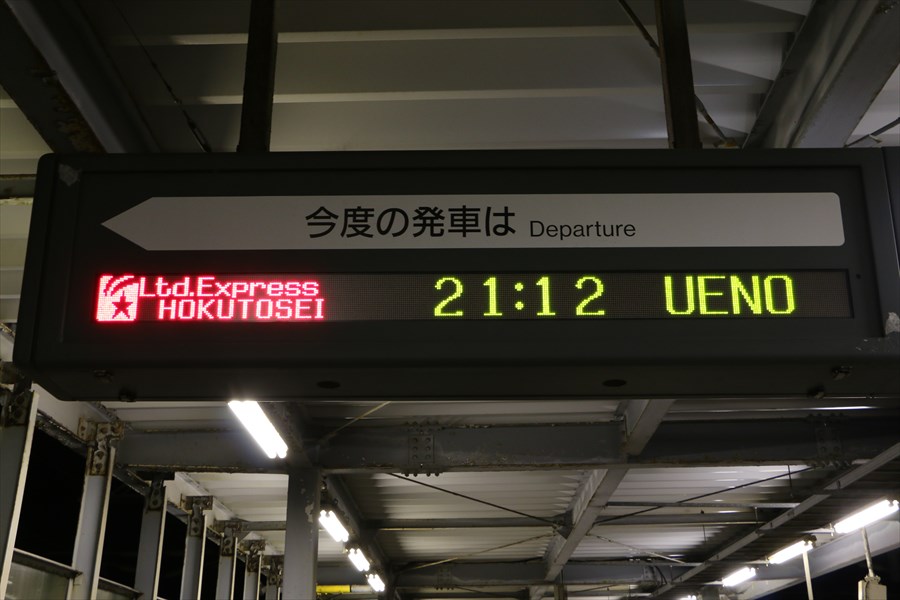 今度の発車は Departure
Ltd.Express
HOKUTOSEI 21:12 UENO